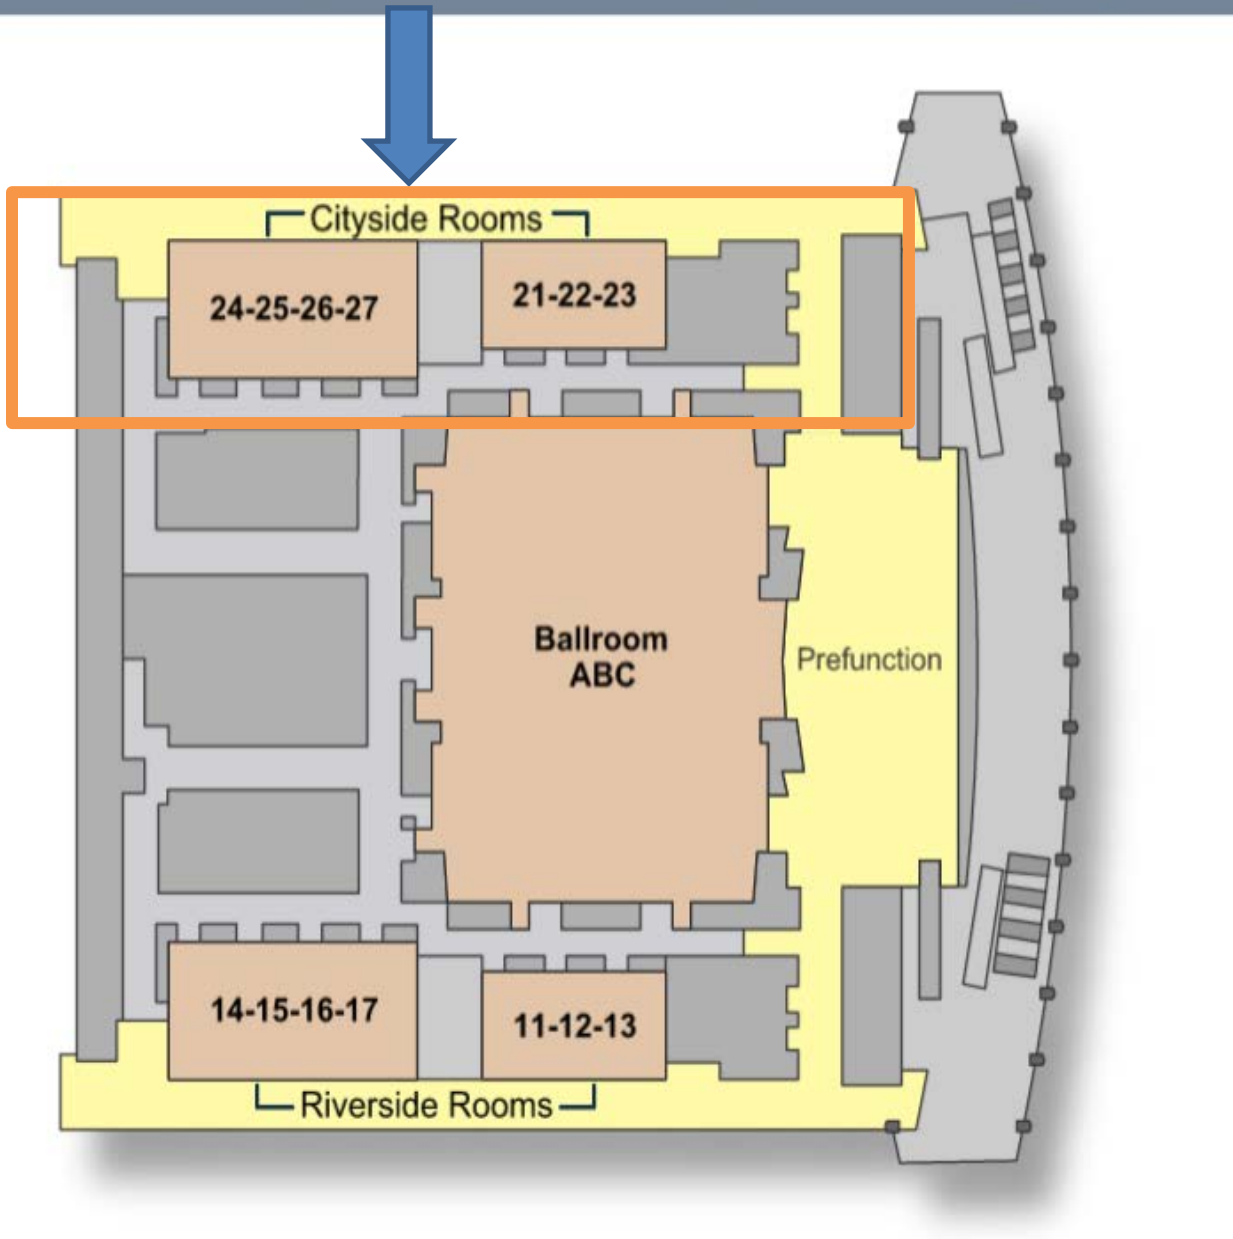 Cityside Rooms
24-25-26-27
21-22-23
Ballroom
ABC
Prefunction
14-15-16-17
11-12-13
Riverside Rooms